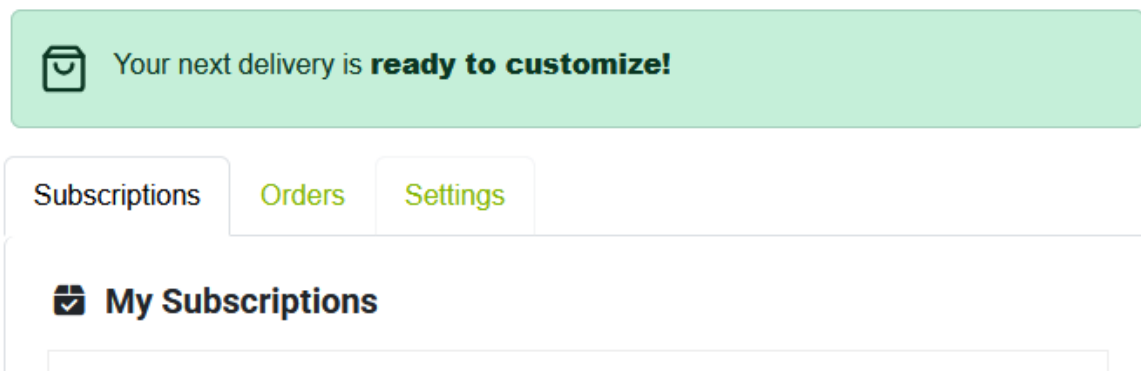 Your next delivery is ready to customize!
Subscriptions Orders Settings
My Subscriptions